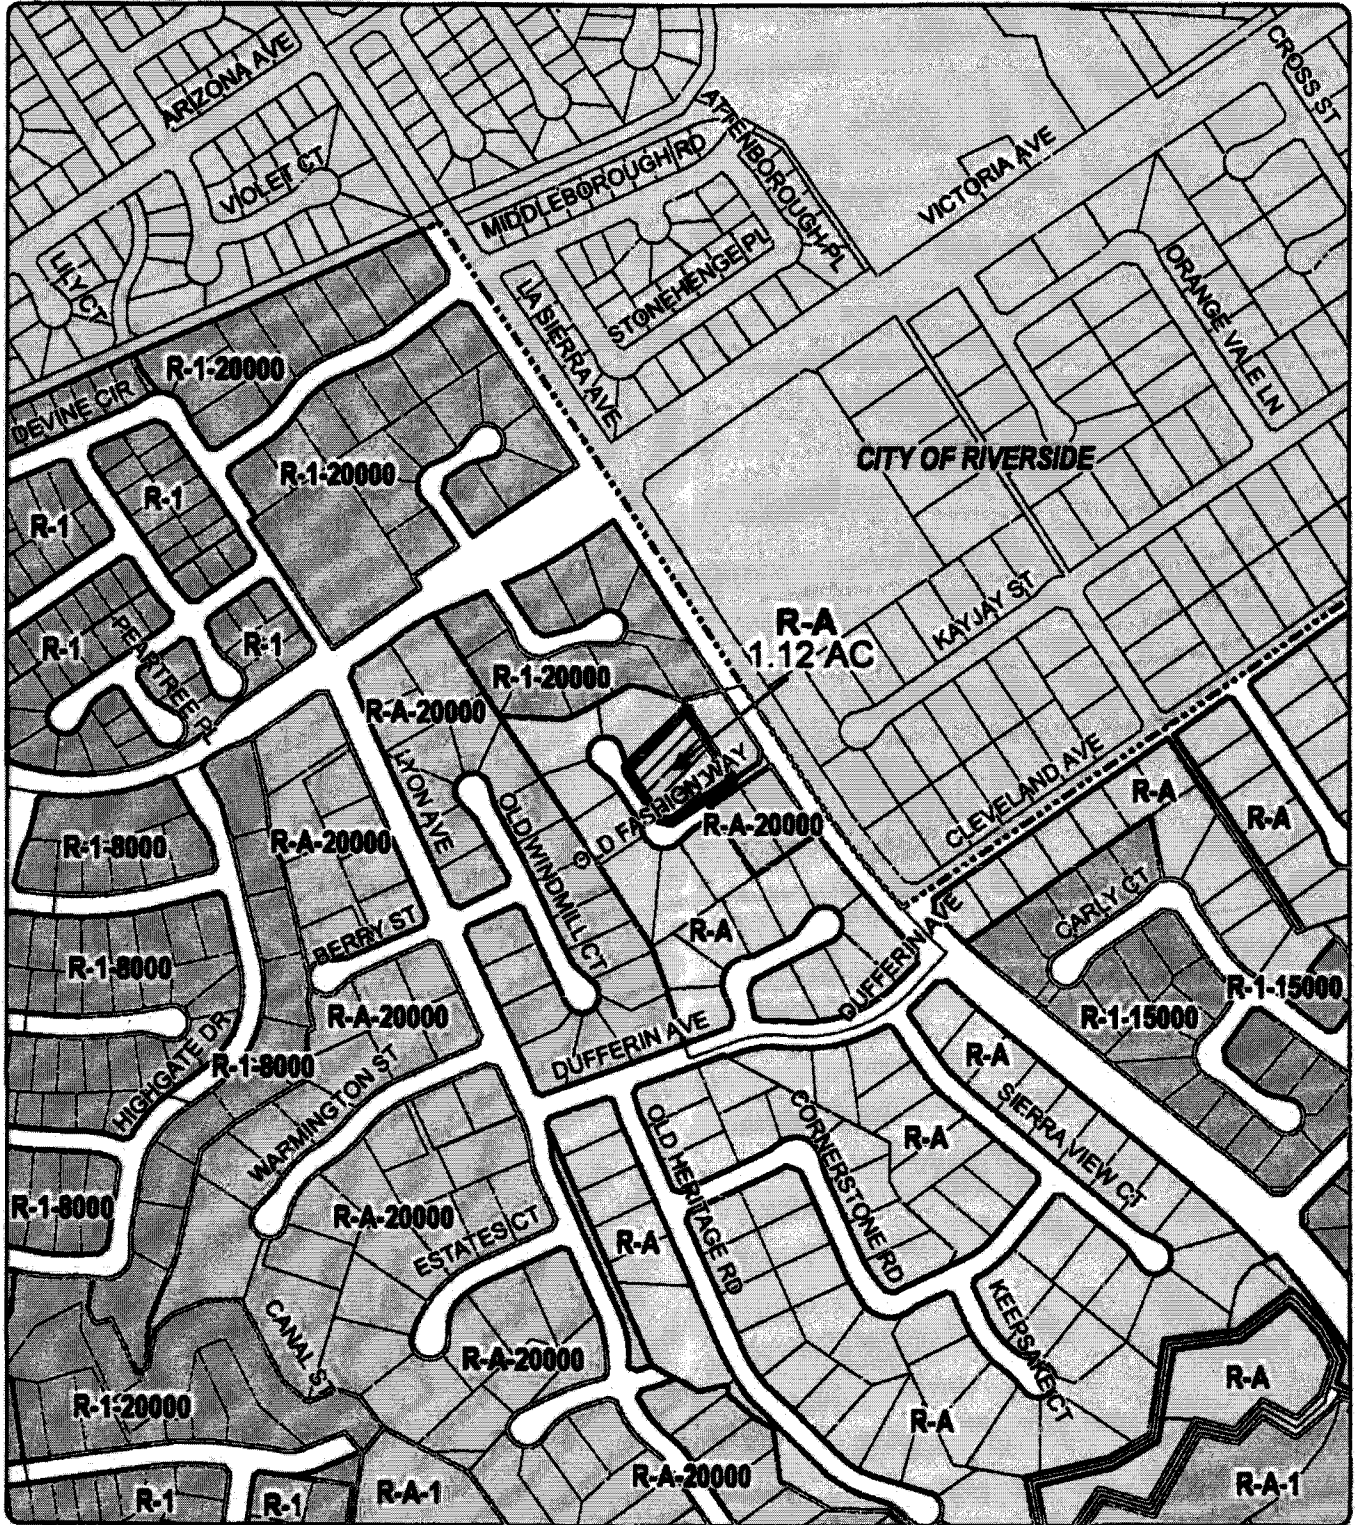 ARIZONA AVE
CROSS ST
ATTENBOROUGH PL
MIDDLEBOROUGH RD
VICTORIA AVE
VIOLET CT
LILY CT
STONEHENGE PL
ORANGE VALE LN
LA SIERRA AVE
R-1-20000
DEVINE CIR
CITY OF RIVERSIDE
R-1-20000
R-1
R-1
R-A
1.12 AC
KAYJAY ST
PEARTREE PL
R-1
R-1
R-1-20000
R-A-20000
CLEVELAND AVE
LYON AVE
OLD WINDMILL CT
OLD FASHION WAY
R-A-20000
R-A
R-A
R-1-8000
R-A-20000
CARLY CT
BERRY ST
R-A
DUFFERIN AVE
R-1-8000
R-1-15000
R-A-20000
R-1-15000
HIGHGATE DR
DUFFERIN AVE
R-1-8000
R-A
WARMINGTON ST
SIERRA VIEW CT
OLD HERITAGE RD
CORNERSTONE RD
R-A
R-1-8000
R-A-20000
ESTATES CT
R-A
KEEPSAKE CT
CANAL ST
R-A-20000
R-A
R-1-20000
R-A
R-A-20000
R-A-1
R-1
R-1
R-A-1